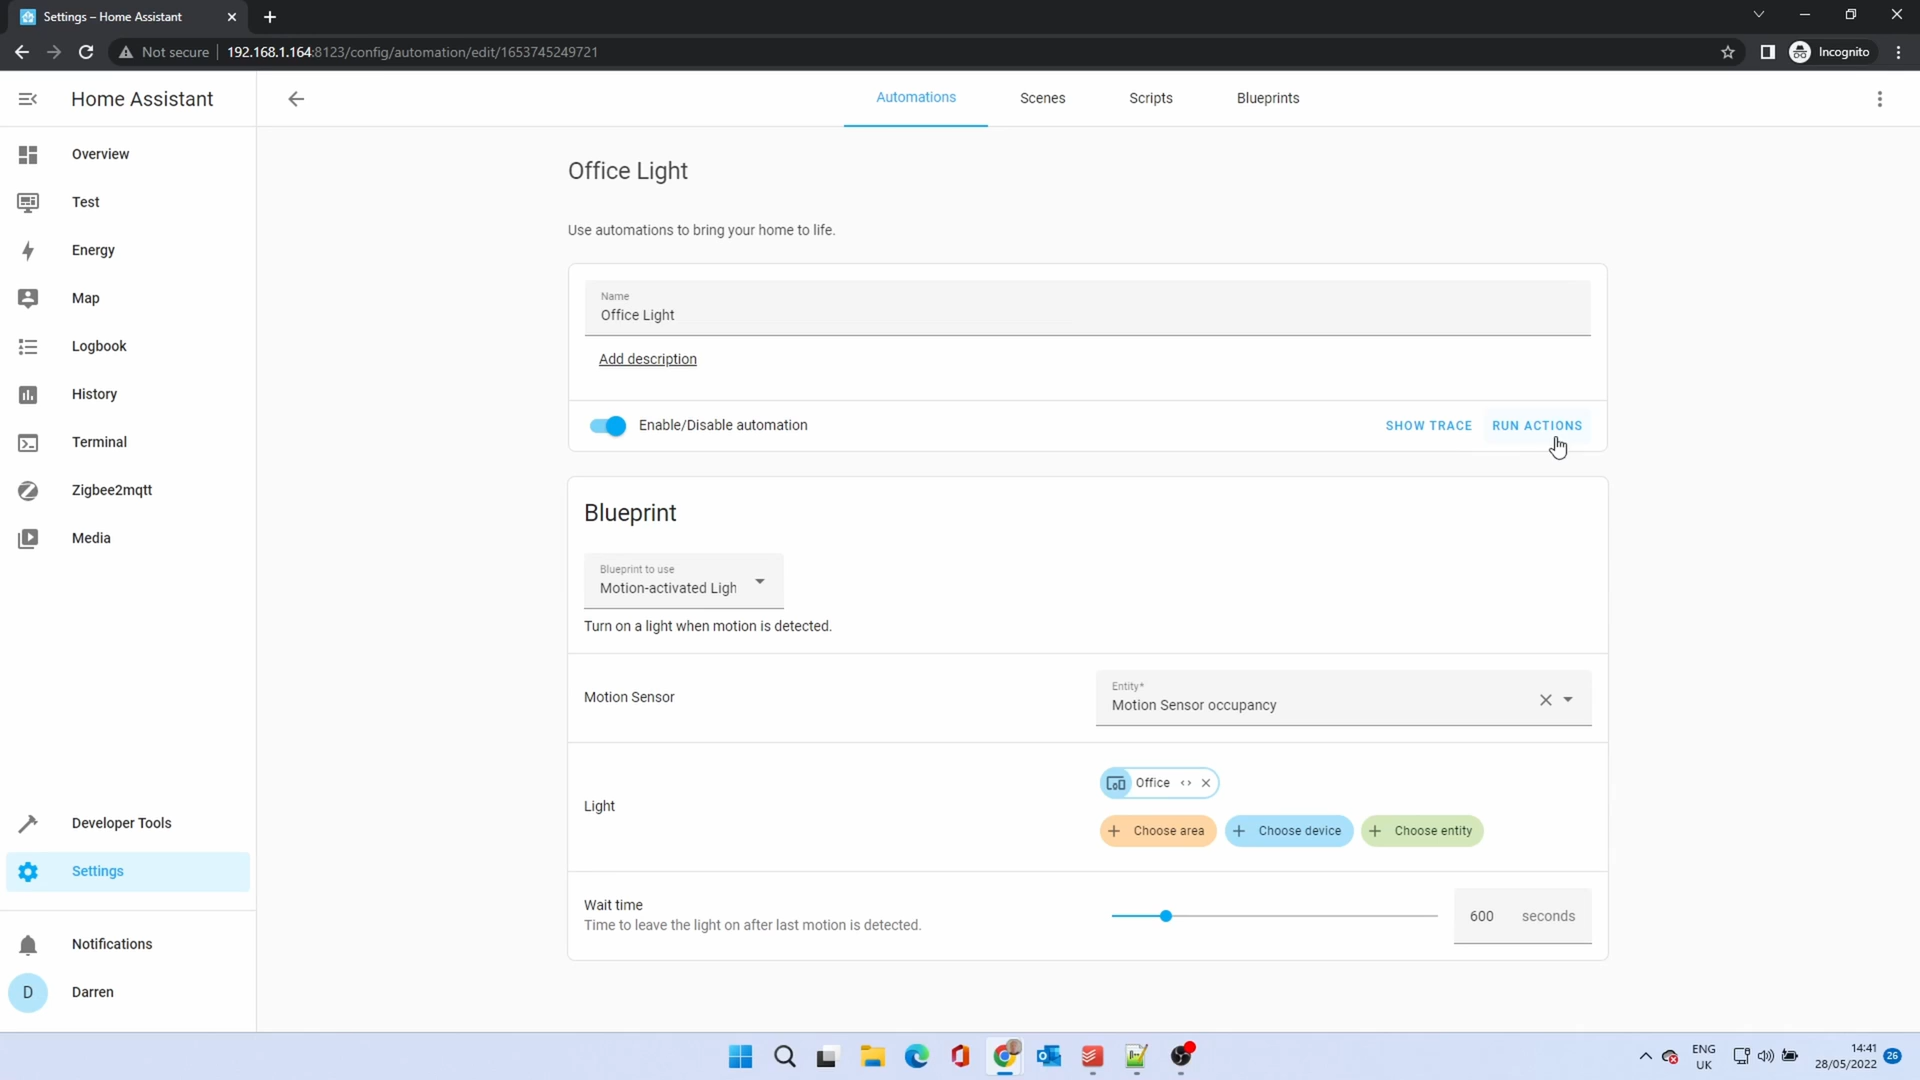 Settings – Home Assistant
Not secure
192.168.1.164:8123/config/automation/edit/1653745249721
Incognito
Home Assistant
Automations
Scenes
Scripts
Blueprints
Overview
Test
Energy
Map
Logbook
History
Terminal
Zigbee2mqtt
Media
Developer Tools
Settings
Notifications
D
Darren
Office Light
Use automations to bring your home to life.
Name
Office Light
Add description
Enable/Disable automation
SHOW TRACE
RUN ACTIONS
Blueprint
Blueprint to use
Motion-activated Ligh
Turn on a light when motion is detected.
Motion Sensor
Entity*
Motion Sensor occupancy
Light
Office
Choose area
Choose device
Choose entity
Wait time
Time to leave the light on after last motion is detected.
600 seconds
ENG
UK
14:41
28/05/2022
26